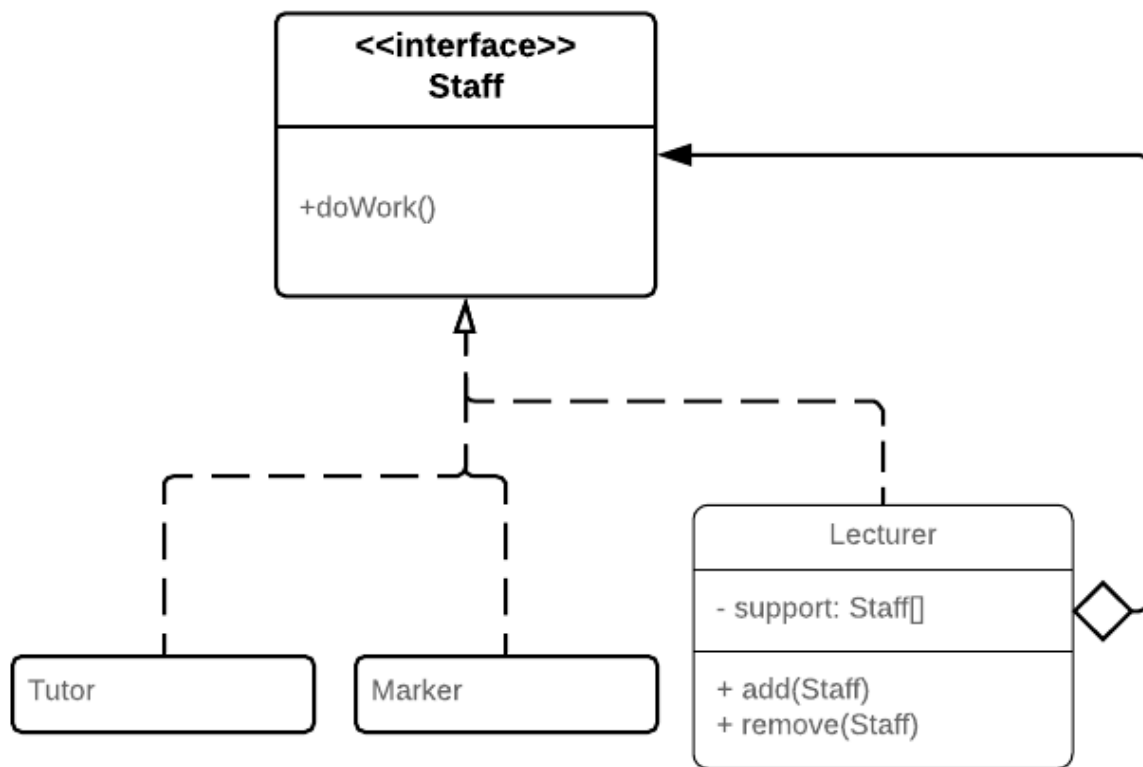 <<interface>>
Staff
+doWork()
Lecturer
- support: Staff[]
+ add(Staff)
+ remove(Staff)
Tutor
Marker